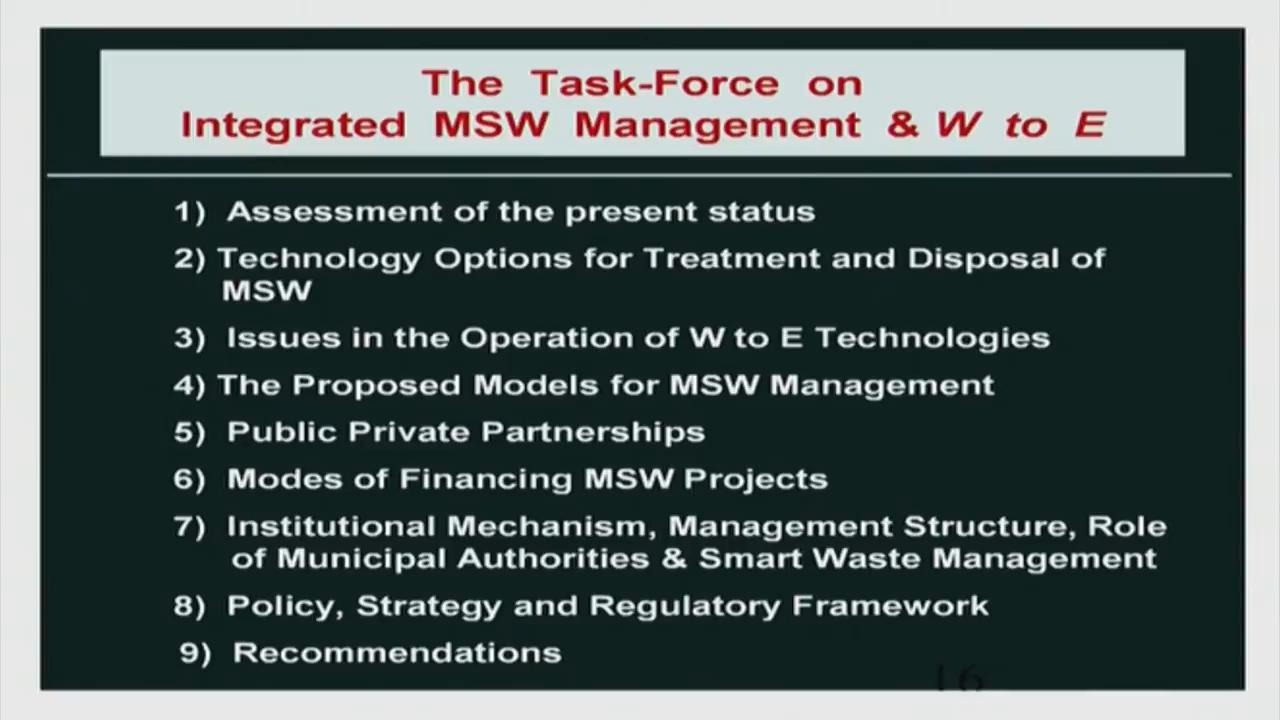 The Task-Force on
Integrated MSW Management & W to E
1) Assessment of the present status
2) Technology Options for Treatment and Disposal of
MSW
3) Issues in the Operation of W to E Technologies
4) The Proposed Models for MSW Management
5) Public Private Partnerships
6) Modes of Financing MSW Projects
7) Institutional Mechanism, Management Structure, Role
of Municipal Authorities & Smart Waste Management
8) Policy, Strategy and Regulatory Framework
9) Recommendations
16